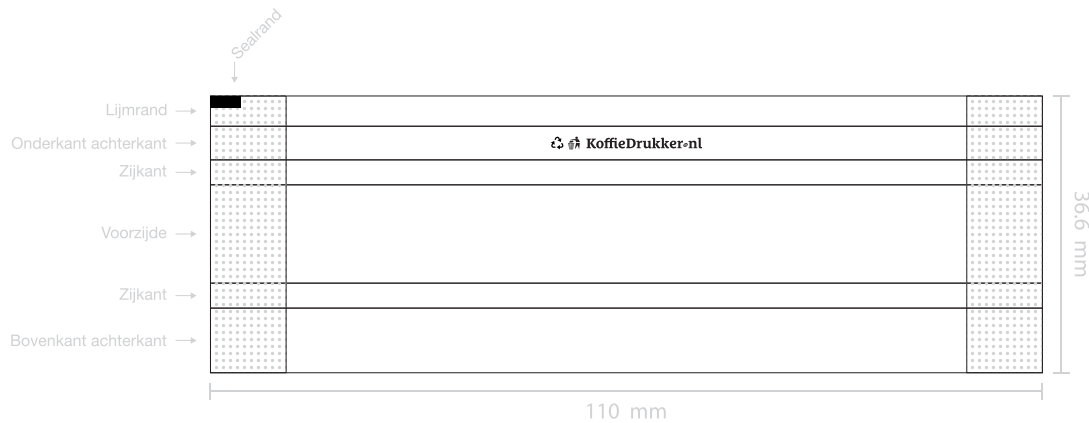 Sealrand
Lijmrand
Onderkant achterkant
KoffieDrukker.nl
Zijkant
Voorzijde
Zijkant
Bovenkant achterkant
36.6 mm
110 mm